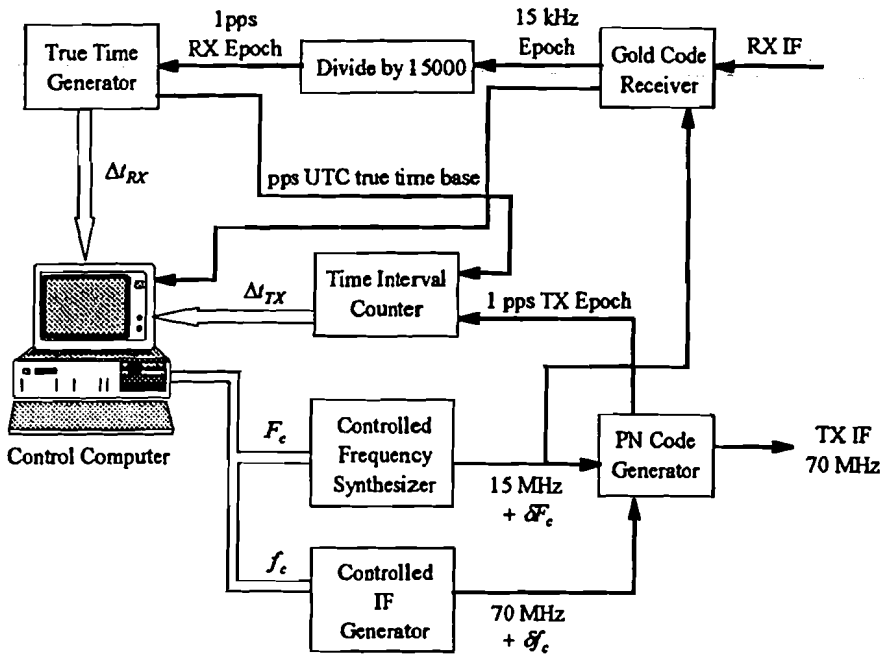 1pps
RX Epoch
15 kHz
Epoch
RX IF
True Time
Generator
Divide by 15000
Gold Code
Receiver
Δt_RX
pps UTC true time base
Time Interval
Counter
Δt_TX
1 pps TX Epoch
Control Computer
F_c
Controlled
Frequency
Synthesizer
15 MHz
+ δF_c
PN Code
Generator
TX IF
70 MHz
f_c
Controlled
IF
Generator
70 MHz
+ δf_c